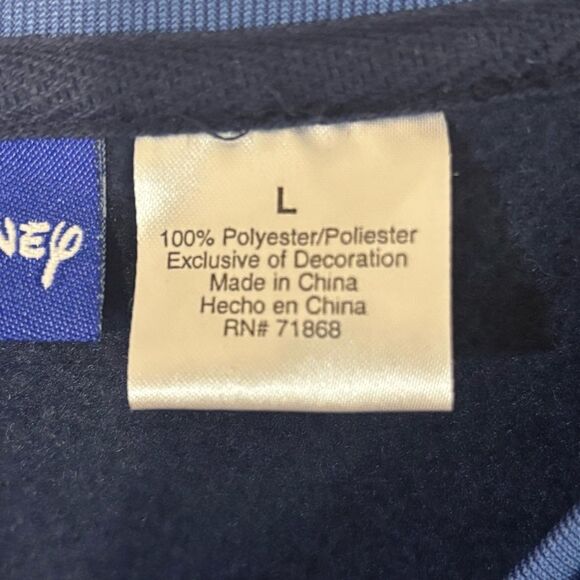 L
100% Polyester/Poliester
Exclusive of Decoration
Made in China
Hecho en China
RN# 71868